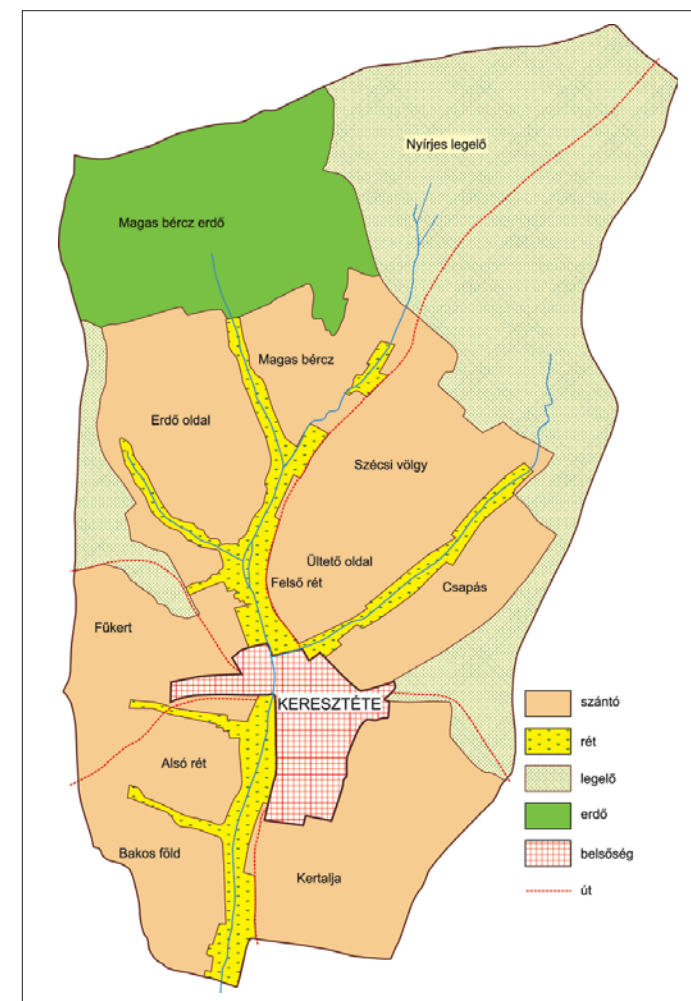 Nyírjes legelő
Magas bércz erdő
Magas bércz
Erdő oldal
Szécsi völgy
Ültető oldal
Felső rét
Csapás
Fűkert
KERESZTÉTE
Alsó rét
Bakos föld
Kertalja
szántó
rét
legelő
erdő
belsőség
út